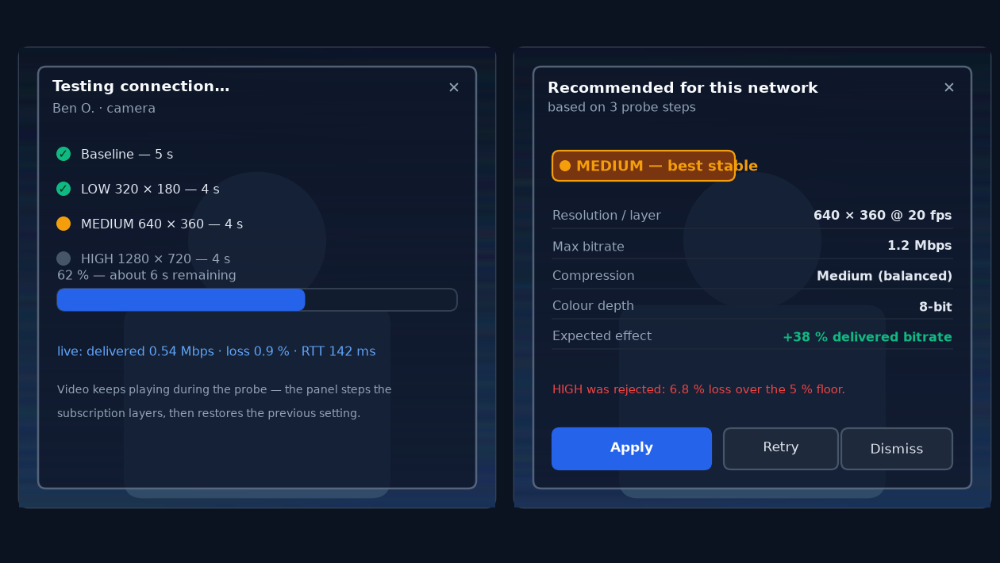 Testing connection…
Ben O. · camera
✓ Baseline — 5 s
✓ LOW 320 × 180 — 4 s
MEDIUM 640 × 360 — 4 s
HIGH 1280 × 720 — 4 s
62 % — about 6 s remaining
live: delivered 0.54 Mbps · loss 0.9 % · RTT 142 ms
Video keeps playing during the probe — the panel steps the
subscription layers, then restores the previous setting.
Recommended for this network
based on 3 probe steps
MEDIUM — best stable
Resolution / layer 640 × 360 @ 20 fps
Max bitrate 1.2 Mbps
Compression Medium (balanced)
Colour depth 8-bit
Expected effect +38 % delivered bitrate
HIGH was rejected: 6.8 % loss over the 5 % floor.
Apply Retry Dismiss